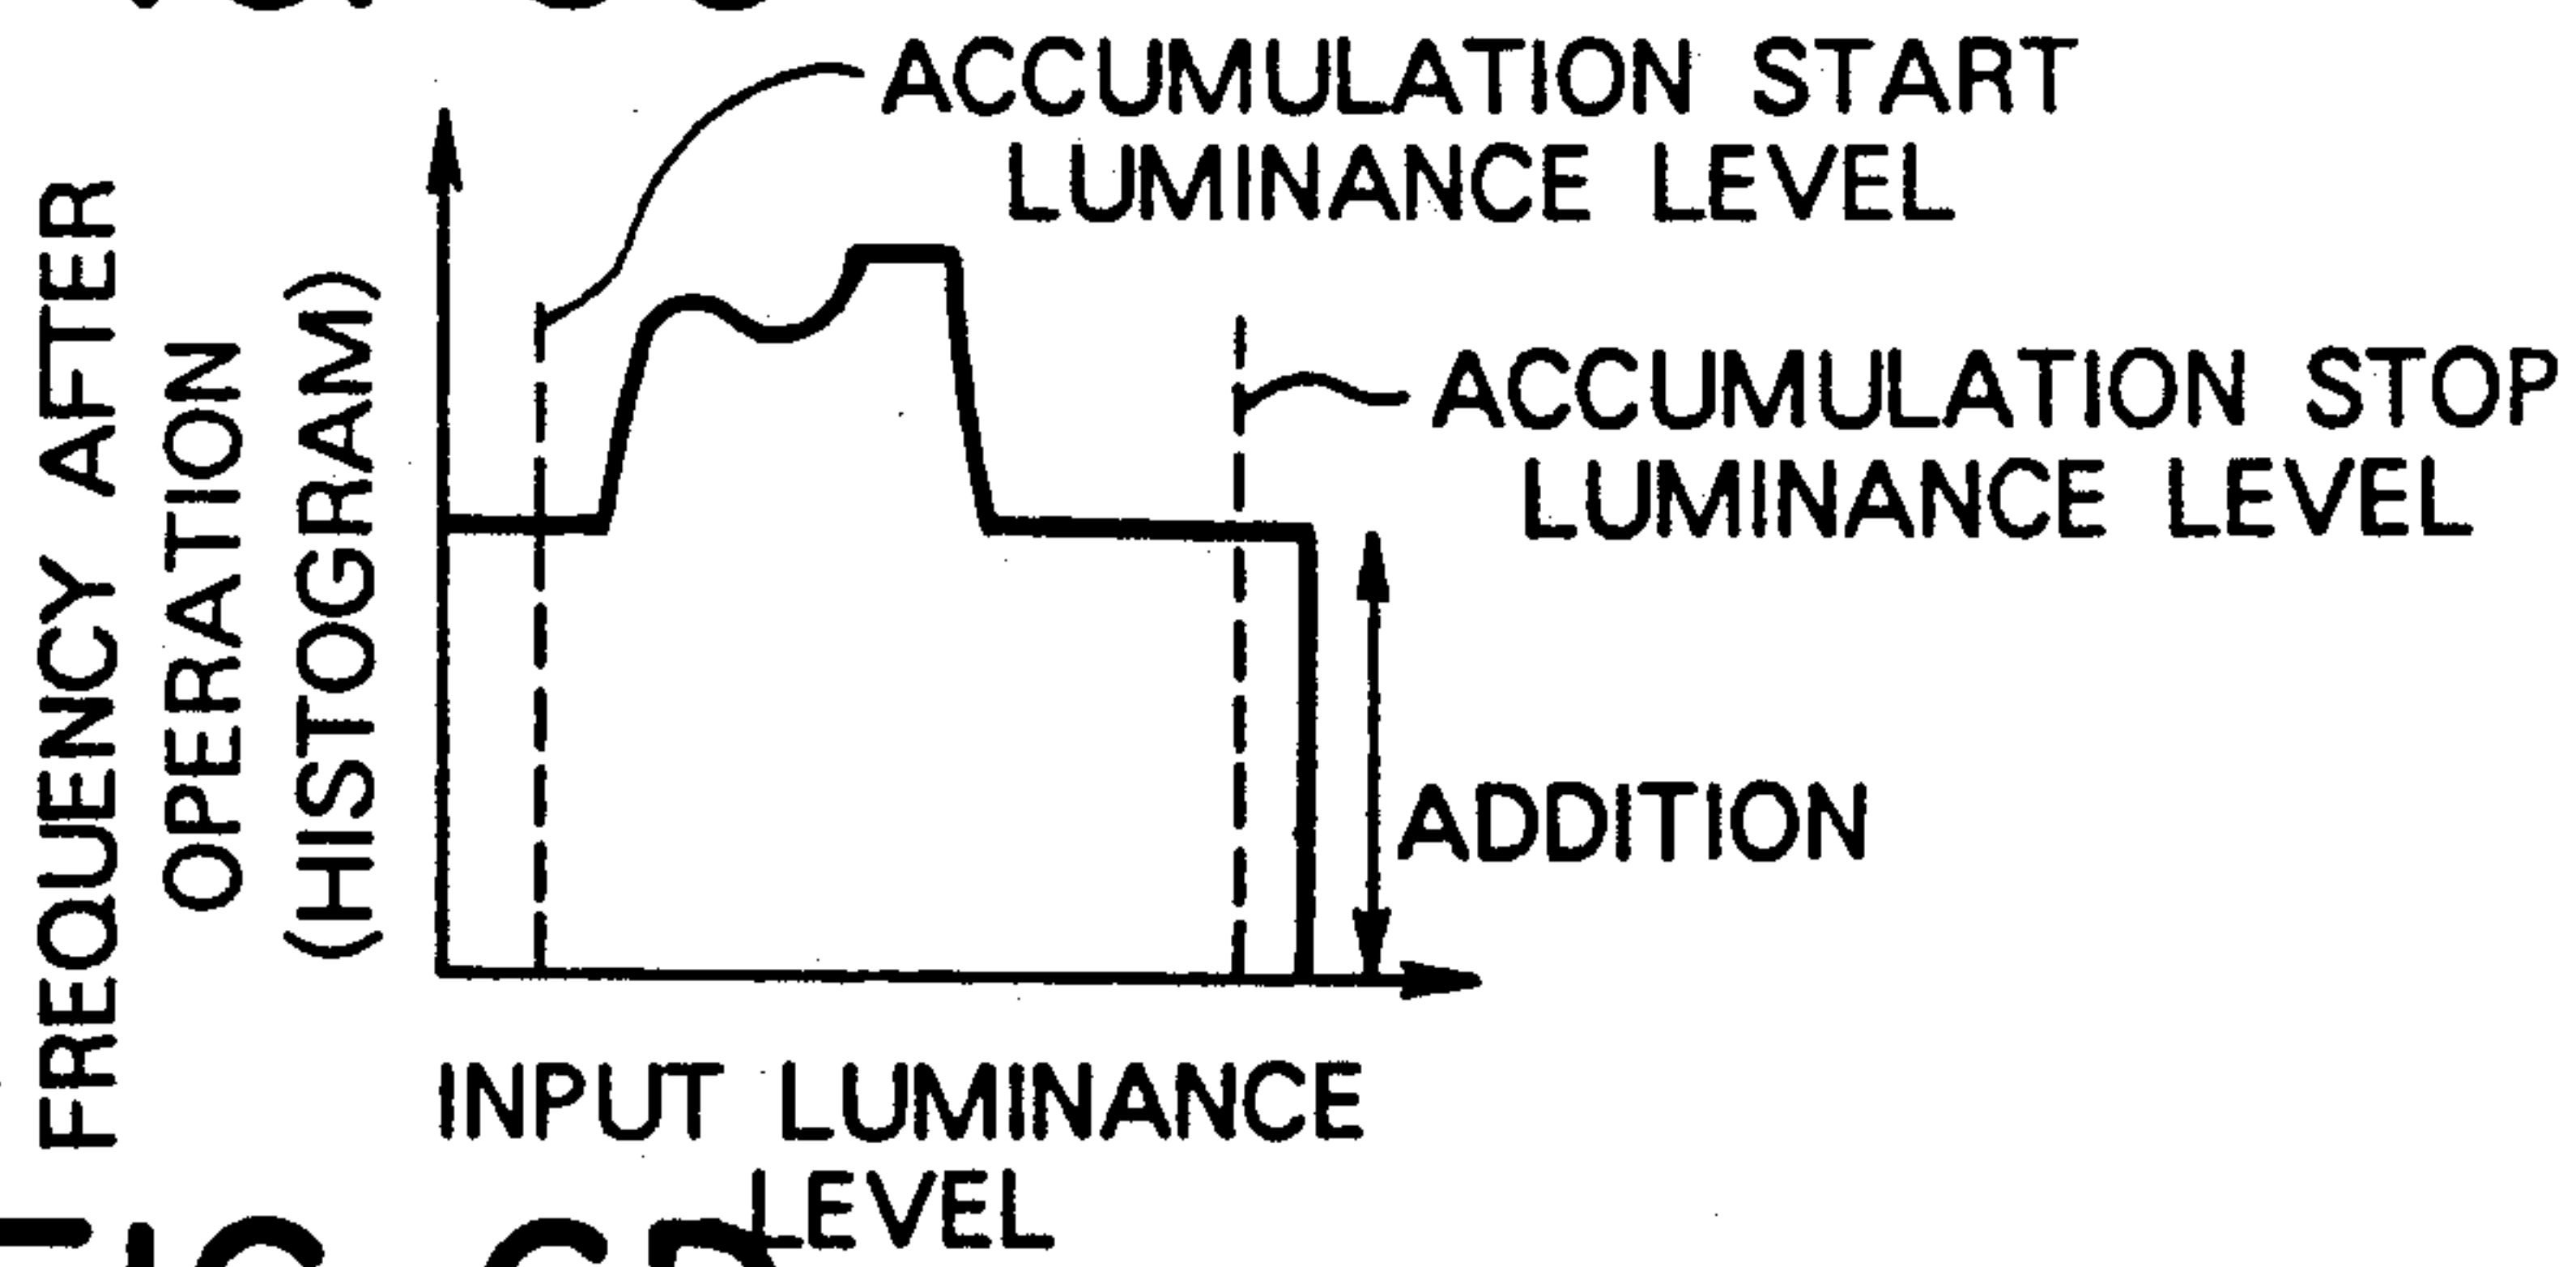 ACCUMULATION START
LUMINANCE LEVEL
ACCUMULATION STOP
LUMINANCE LEVEL
FREQUENCY AFTER
OPERATION
(HISTOGRAM)
ADDITION
INPUT LUMINANCE
LEVEL